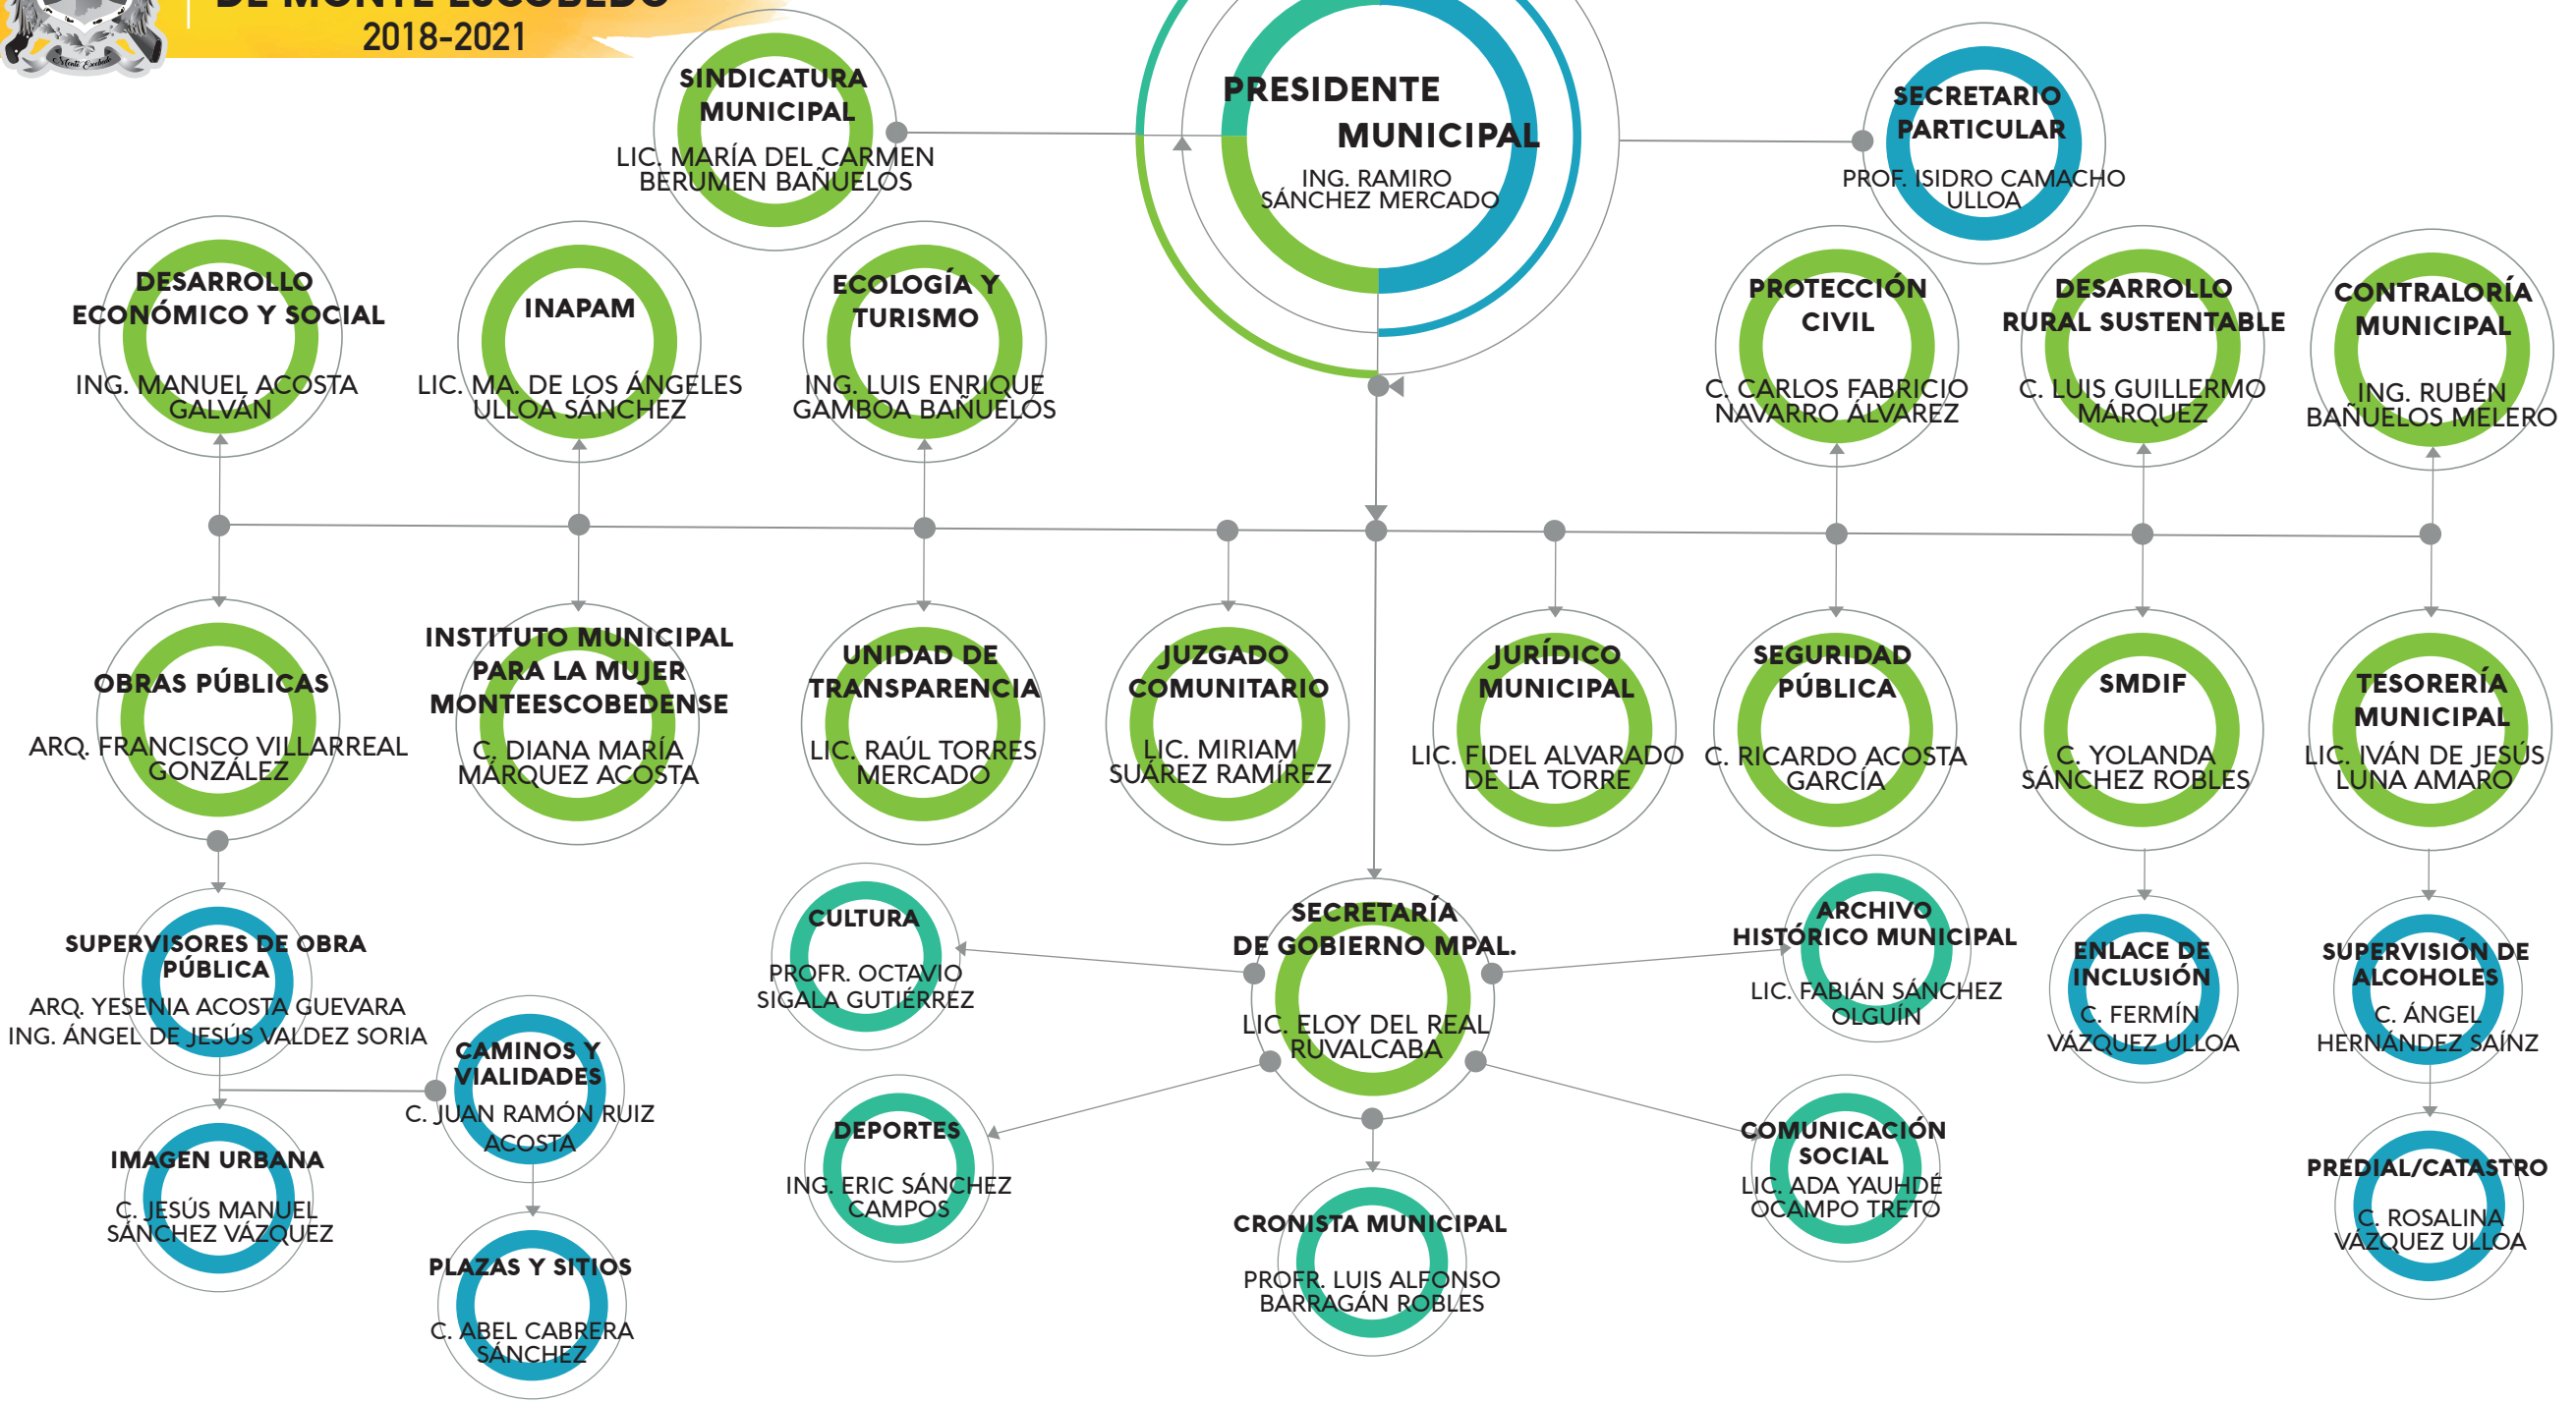 DE MONTE ESCOBEDO
2018-2021
Monte Escobedo
SINDICATURA
MUNICIPAL
LIC. MARÍA DEL CARMEN
BERUMEN BAÑUELOS
PRESIDENTE
MUNICIPAL
ING. RAMIRO
SÁNCHEZ MERCADO
SECRETARIO
PARTICULAR
PROF. ISIDRO CAMACHO
ULLOA
DESARROLLO
ECONÓMICO Y SOCIAL
ING. MANUEL ACOSTA
GALVÁN
INAPAM
LIC. MA. DE LOS ÁNGELES
ULLOA SÁNCHEZ
ECOLOGÍA Y
TURISMO
ING. LUIS ENRIQUE
GAMBOA BAÑUELOS
PROTECCIÓN
CIVIL
C. CARLOS FABRICIO
NAVARRO ÁLVAREZ
DESARROLLO
RURAL SUSTENTABLE
C. LUIS GUILLERMO
MÁRQUEZ
CONTRALORÍA
MUNICIPAL
ING. RUBÉN
BAÑUELOS MELERO
OBRAS PÚBLICAS
ARQ. FRANCISCO VILLARREAL
GONZÁLEZ
INSTITUTO MUNICIPAL
PARA LA MUJER
MONTEESCOBEDENSE
C. DIANA MARÍA
MÁRQUEZ ACOSTA
UNIDAD DE
TRANSPARENCIA
LIC. RAÚL TORRES
MERCADO
JUZGADO
COMUNITARIO
LIC. MIRIAM
SUÁREZ RAMÍREZ
JURÍDICO
MUNICIPAL
LIC. FIDEL ALVARADO
DE LA TORRE
SEGURIDAD
PÚBLICA
C. RICARDO ACOSTA
GARCÍA
SMDIF
C. YOLANDA
SÁNCHEZ ROBLES
TESORERÍA
MUNICIPAL
LIC. IVÁN DE JESÚS
LUNA AMARO
SUPERVISORES DE OBRA
PÚBLICA
ARQ. YESENIA ACOSTA GUEVARA
ING. ÁNGEL DE JESÚS VALDEZ SORIA
CULTURA
PROFR. OCTAVIO
SIGALA GUTIÉRREZ
SECRETARÍA
DE GOBIERNO MPAL.
LIC. ELOY DEL REAL
RUVALCABA
ARCHIVO
HISTÓRICO MUNICIPAL
LIC. FABIÁN SÁNCHEZ
OLGUÍN
ENLACE DE
INCLUSIÓN
C. FERMÍN
VÁZQUEZ ULLOA
SUPERVISIÓN DE
ALCOHOLES
C. ÁNGEL
HERNÁNDEZ SAÍNZ
CAMINOS Y
VIALIDADES
C. JUAN RAMÓN RUIZ
ACOSTA
IMAGEN URBANA
C. JESÚS MANUEL
SÁNCHEZ VÁZQUEZ
DEPORTES
ING. ERIC SÁNCHEZ
CAMPOS
COMUNICACIÓN
SOCIAL
LIC. ADA YAUHDÉ
OCAMPO TRETO
PREDIAL/CATASTRO
C. ROSALINA
VÁZQUEZ ULLOA
CRONISTA MUNICIPAL
PROFR. LUIS ALFONSO
BARRAGÁN ROBLES
PLAZAS Y SITIOS
C. ABEL CABRERA
SÁNCHEZ